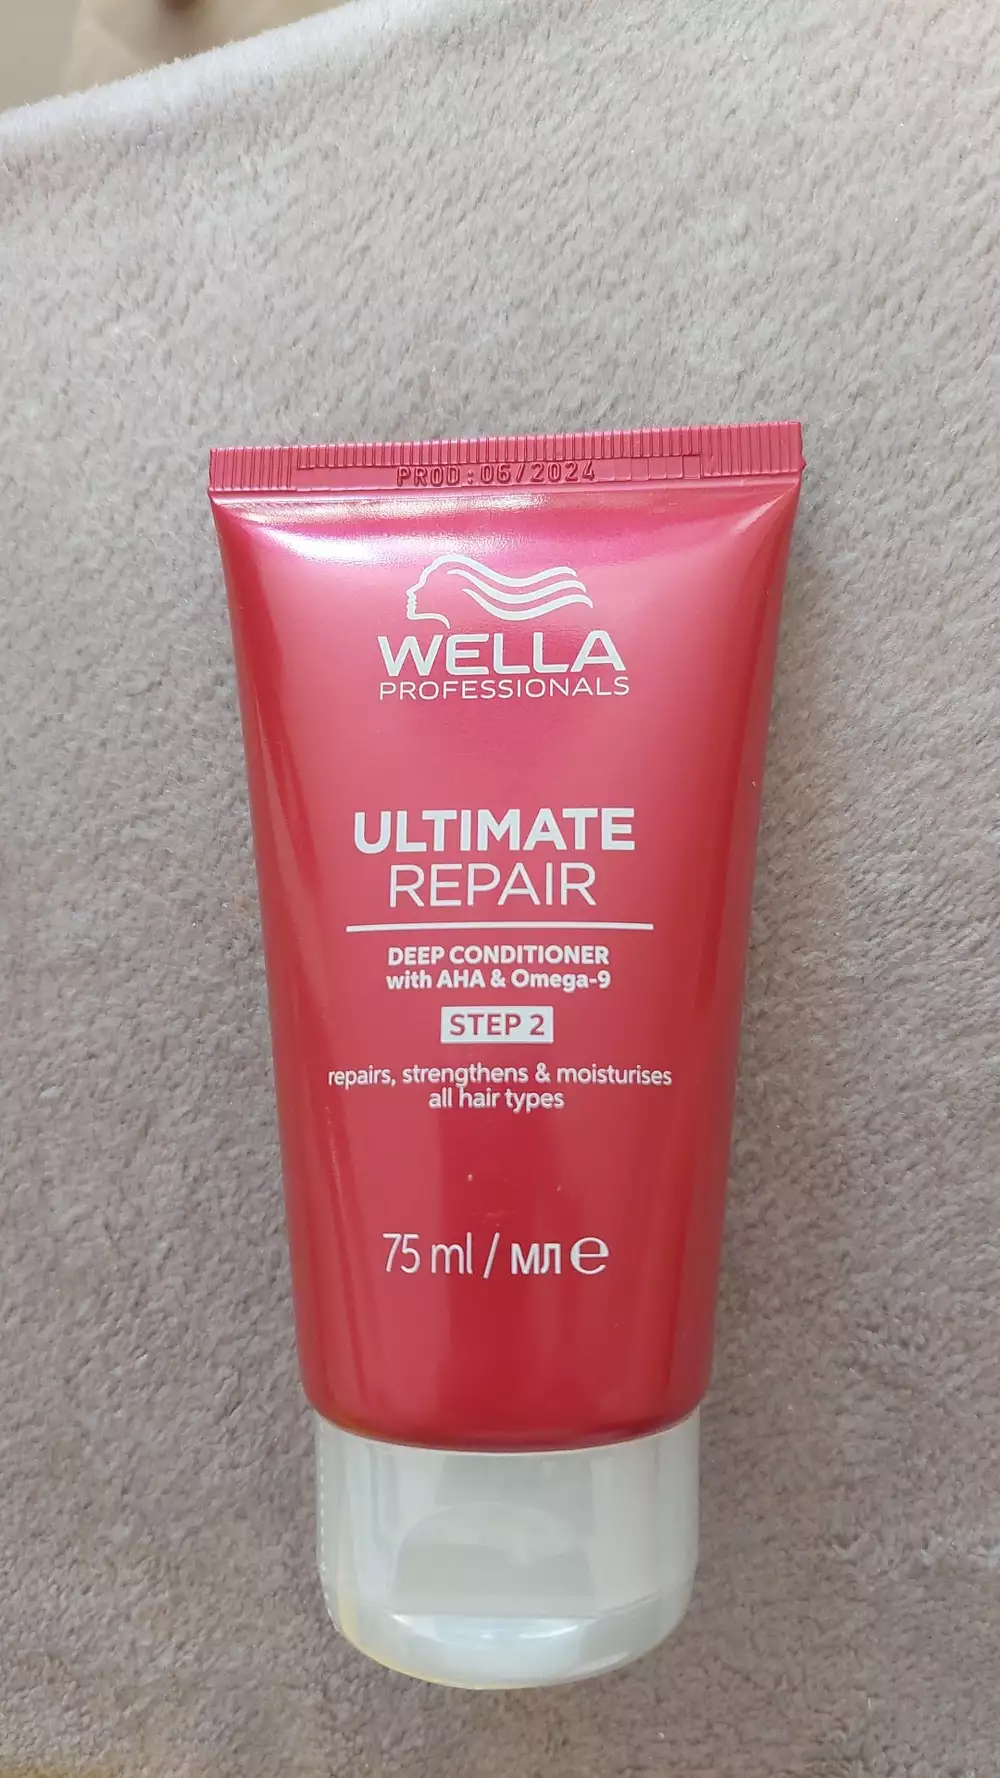 PROD:06/2024
WELLA
PROFESSIONALS
ULTIMATE
REPAIR
DEEP CONDITIONER
with AHA & Omega-9
STEP 2
repairs, strengthens & moisturises
all hair types
75 ml / мл e